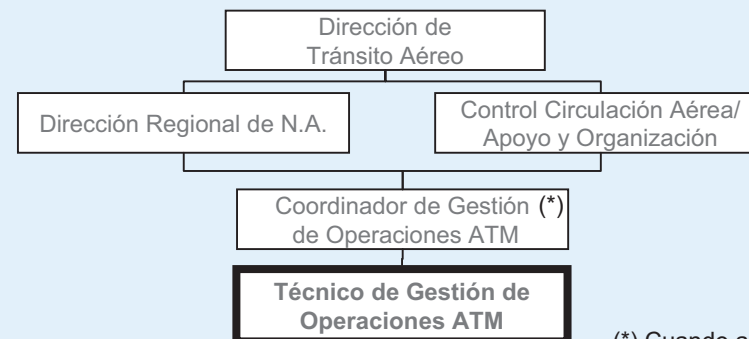 Dirección de
Tránsito Aéreo
Dirección Regional de N.A.
Control Circulación Aérea/
Apoyo y Organización
Coordinador de Gestión (*)
de Operaciones ATM
Técnico de Gestión de
Operaciones ATM
(*) Cuando